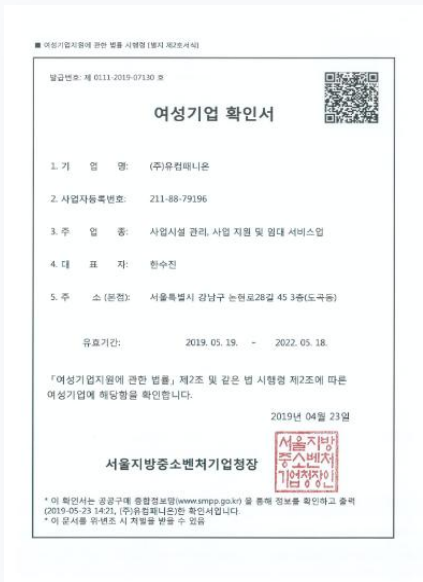 ■ 여성기업지원에 관한 법률 시행령 [별지 제2호서식]
발급번호: 제 0111-2019-07130 호
여성기업 확인서
1. 기 업 명: (주)유컴패니온
2. 사업자등록번호: 211-88-79196
3. 주 업 종: 사업시설 관리, 사업 지원 및 임대 서비스업
4. 대 표 자: 한수진
5. 주 소 (본점): 서울특별시 강남구 논현로28길 45 3층(도곡동)
유효기간: 2019. 05. 19. ~ 2022. 05. 18.
「여성기업지원에 관한 법률」 제2조 및 같은 법 시행령 제2조에 따른
여성기업에 해당함을 확인합니다.
2019년 04월 23일
서울지방중소벤처기업청장
서울지방
중소벤처
기업청장인
* 이 확인서는 공공구매 종합정보망(www.smpp.go.kr) 을 통해 정보를 확인하고 출력
(2019-05-23 14:21, (주)유컴패니온)한 확인서입니다.
* 이 문서를 위·변조 시 처벌을 받을 수 있음